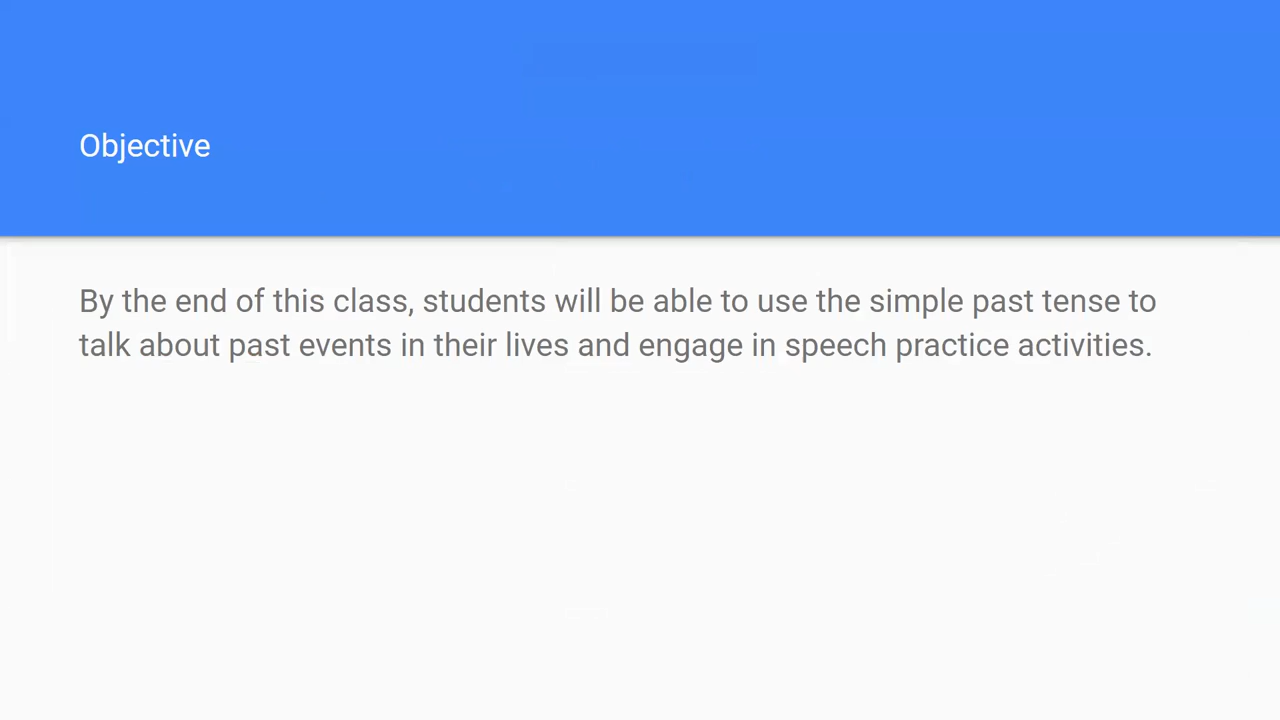 Objective
By the end of this class, students will be able to use the simple past tense to
talk about past events in their lives and engage in speech practice activities.